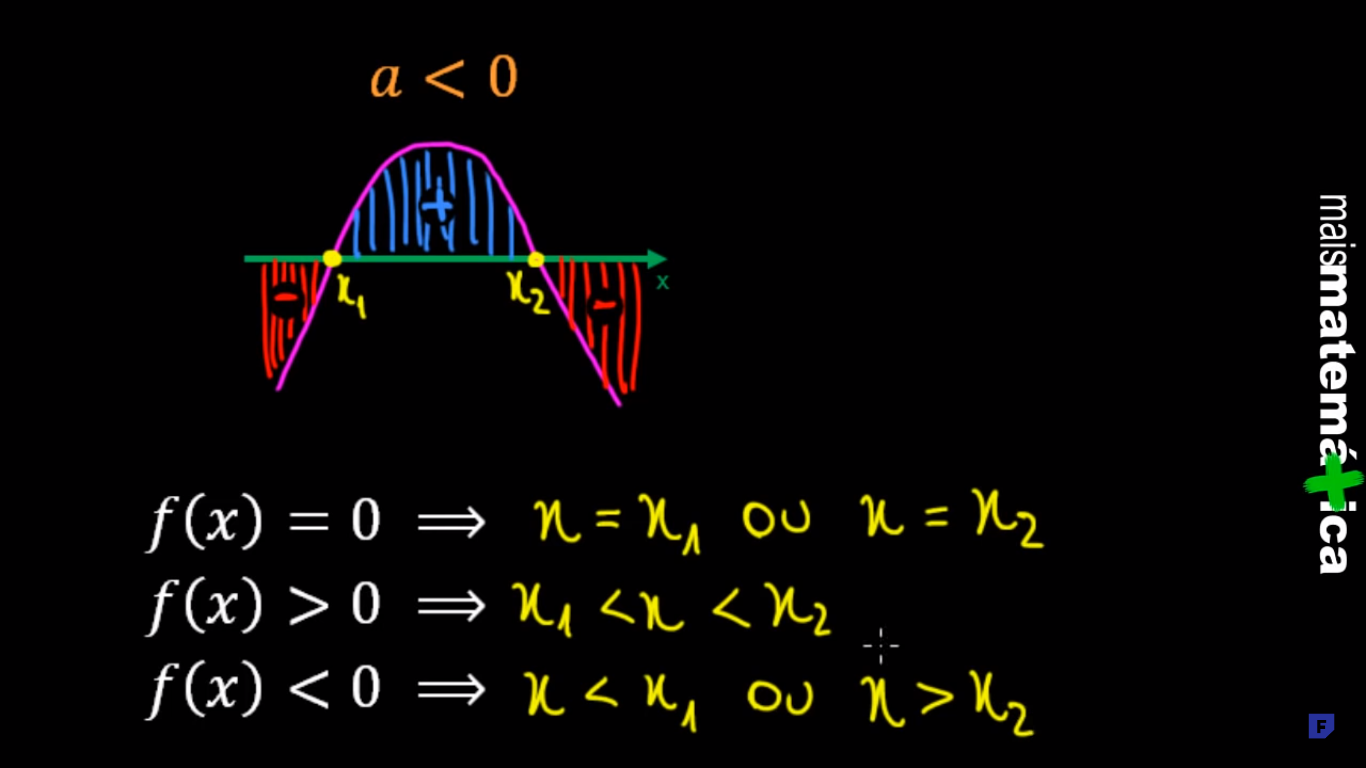 a < 0
+
− −
x₁ x₂ x
f(x) = 0 ⟹ x = x₁ ou x = x₂
f(x) > 0 ⟹ x₁ < x < x₂
f(x) < 0 ⟹ x < x₁ ou x > x₂
maismatemática
F